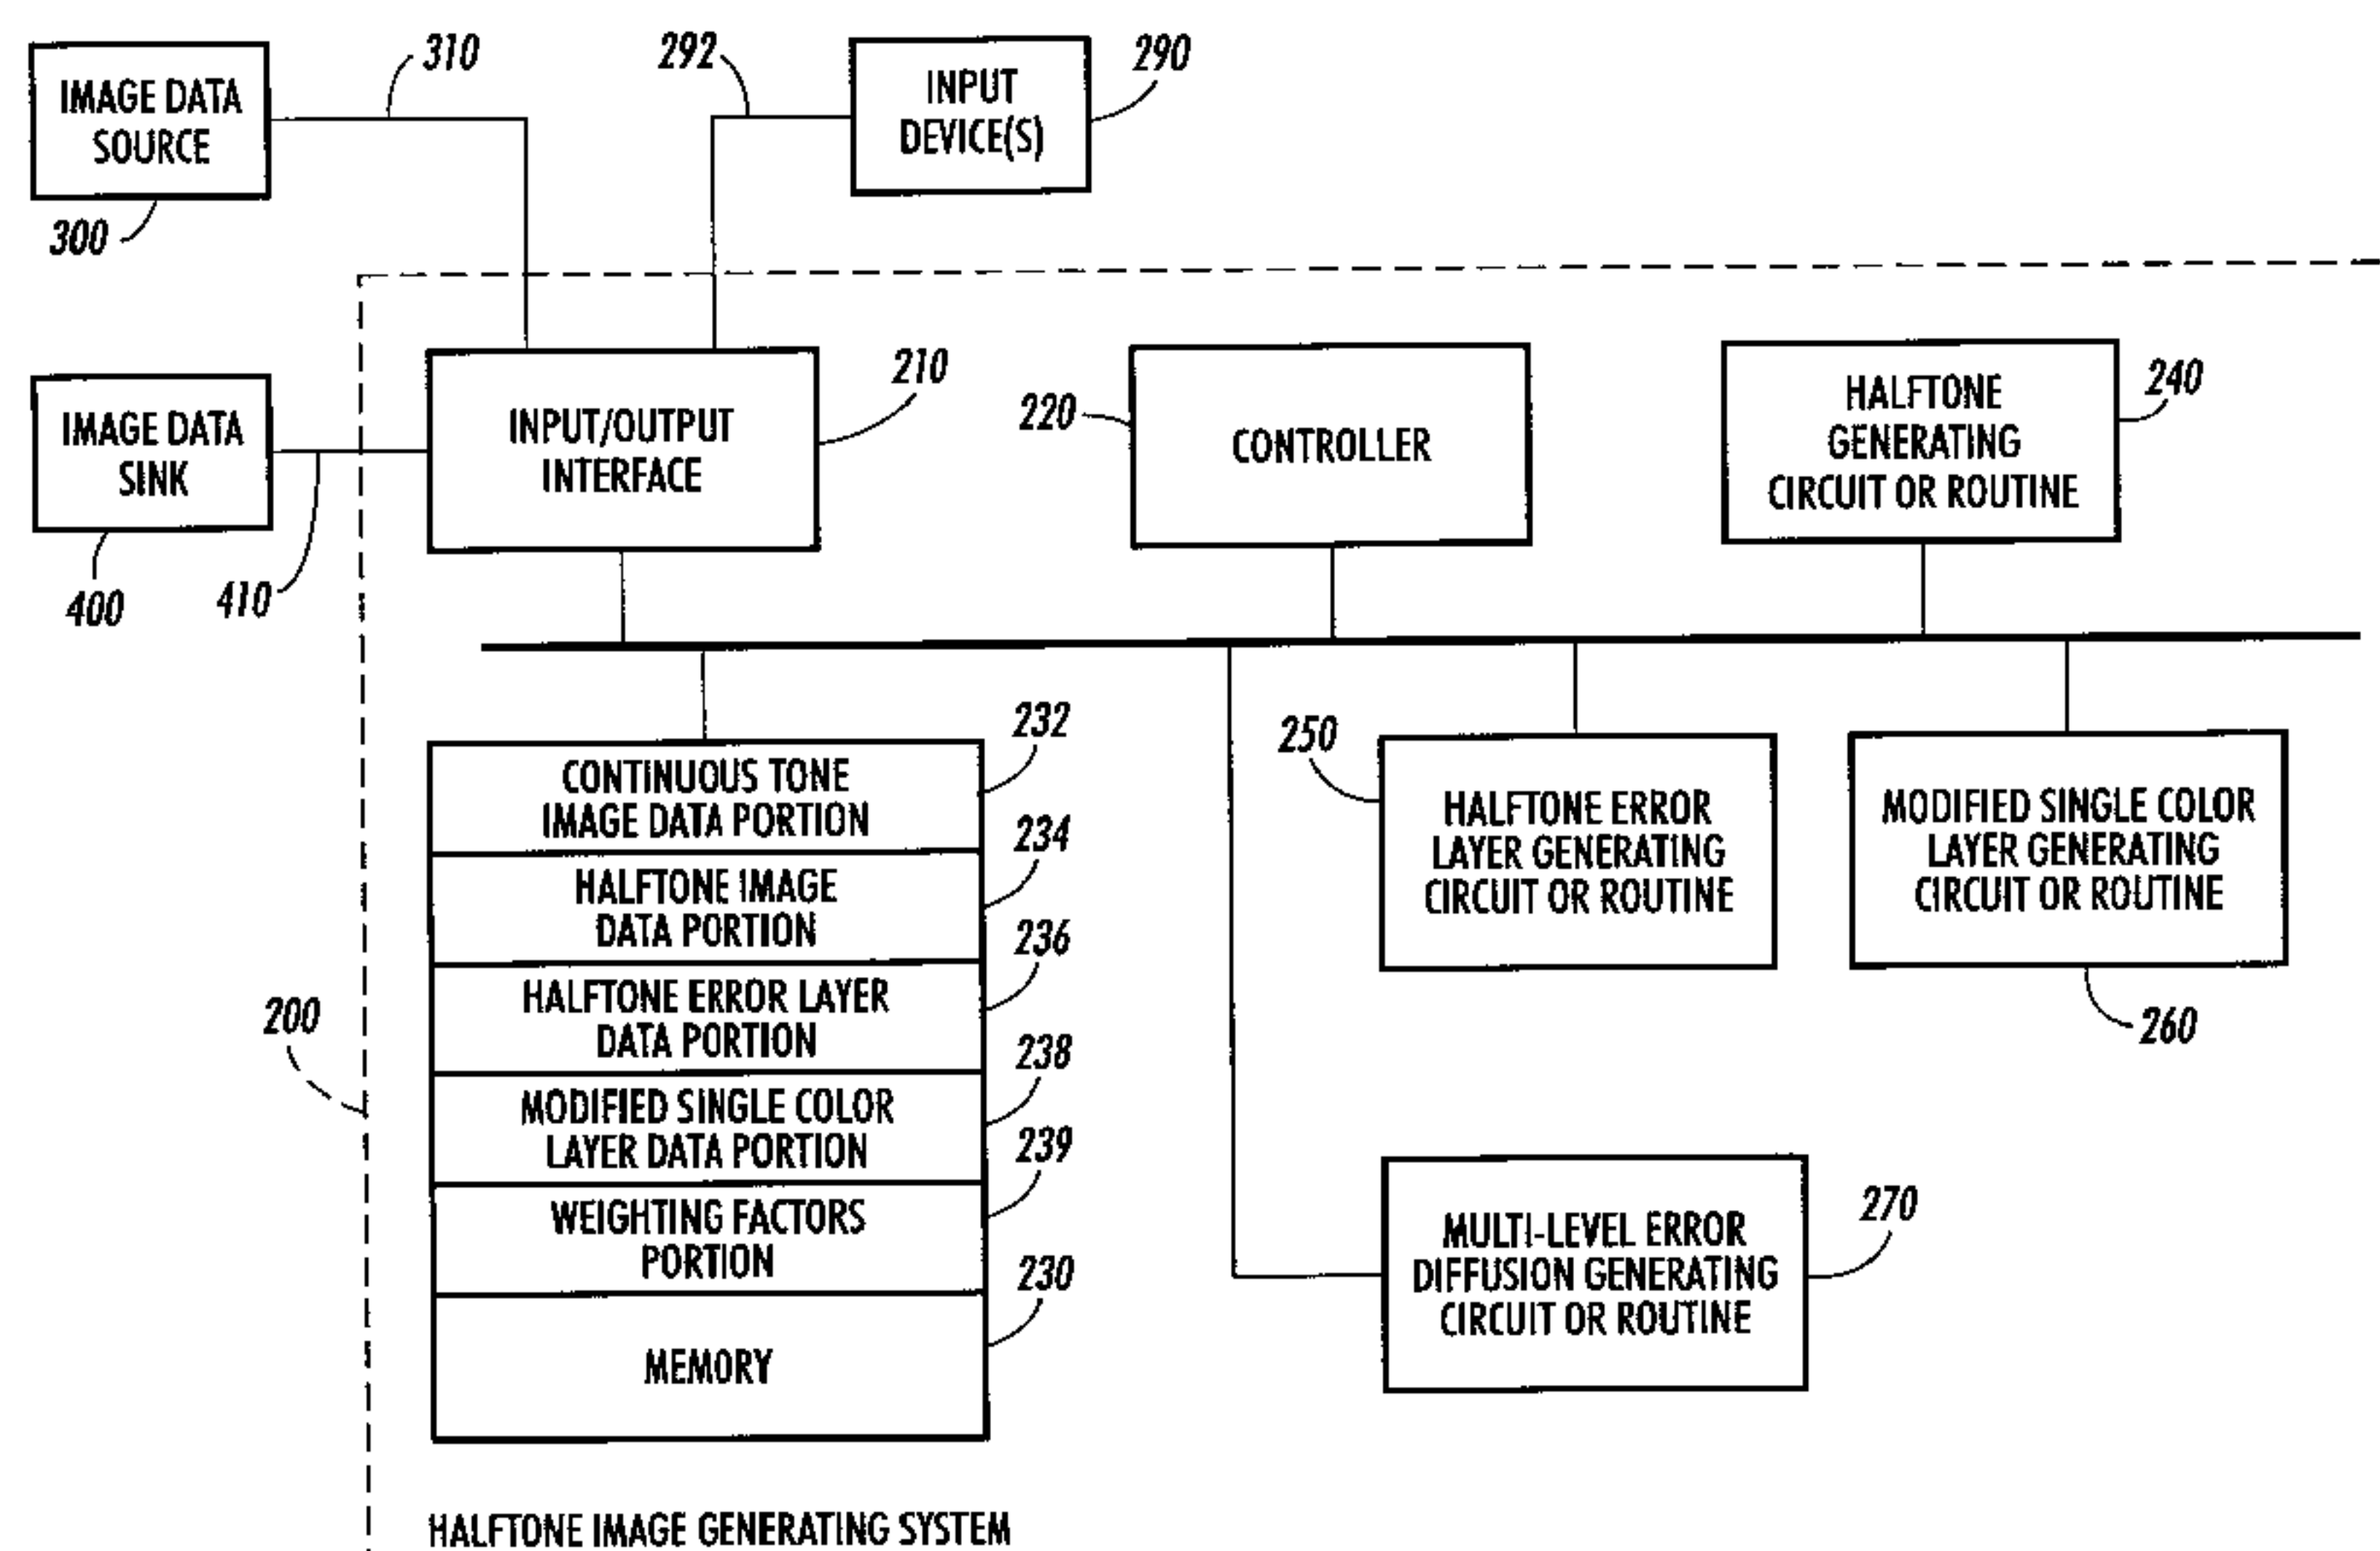 310
292
INPUT
DEVICE(S)
290
IMAGE DATA
SOURCE
300
IMAGE DATA
SINK
400
410
INPUT/OUTPUT
INTERFACE
210
220
CONTROLLER
HALFTONE
GENERATING
CIRCUIT OR ROUTINE
240
CONTINUOUS TONE
IMAGE DATA PORTION
232
HALFTONE IMAGE
DATA PORTION
234
HALFTONE ERROR LAYER
DATA PORTION
236
MODIFIED SINGLE COLOR
LAYER DATA PORTION
238
WEIGHTING FACTORS
PORTION
239
MEMORY
230
200
250
HALFTONE ERROR
LAYER GENERATING
CIRCUIT OR ROUTINE
MODIFIED SINGLE COLOR
LAYER GENERATING
CIRCUIT OR ROUTINE
260
MULTI-LEVEL ERROR
DIFFUSION GENERATING
CIRCUIT OR ROUTINE
270
HALFTONE IMAGE GENERATING SYSTEM